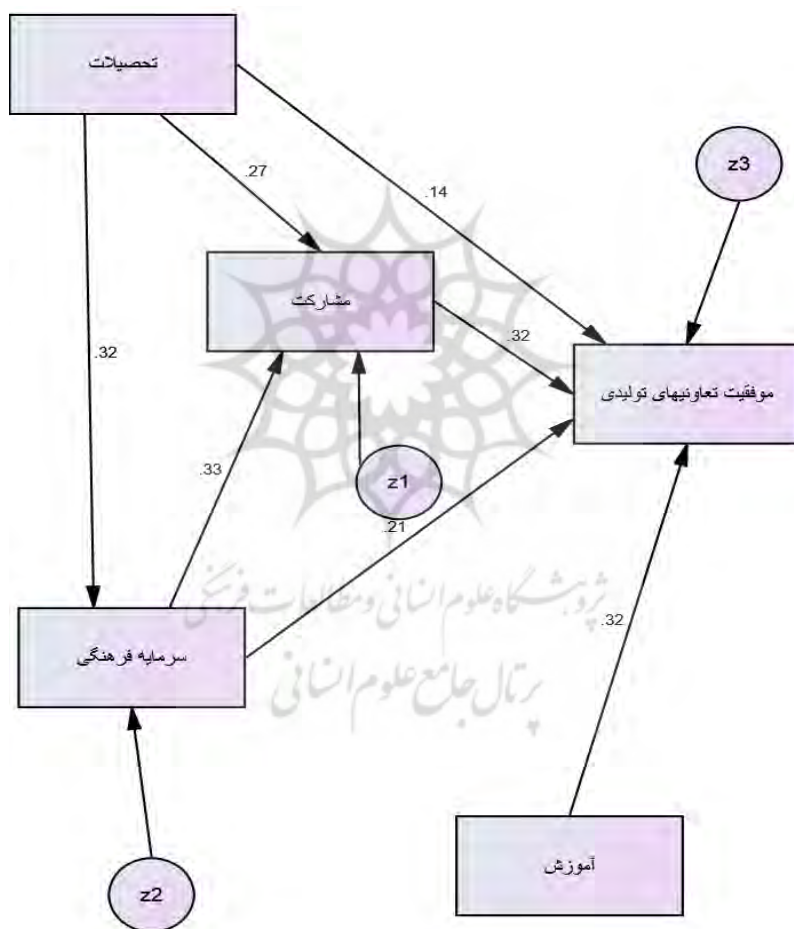 تحصیلات
z3
.27
.14
مشارکت
.32
.32
موفقیت تعاونیهای تولیدی
.33
z1
.21
پژوهشگاه علوم انسانی و مطالعات فرهنگی
.32
سرمایه فرهنگی
پرتال جامع علوم انسانی
آموزش
z2